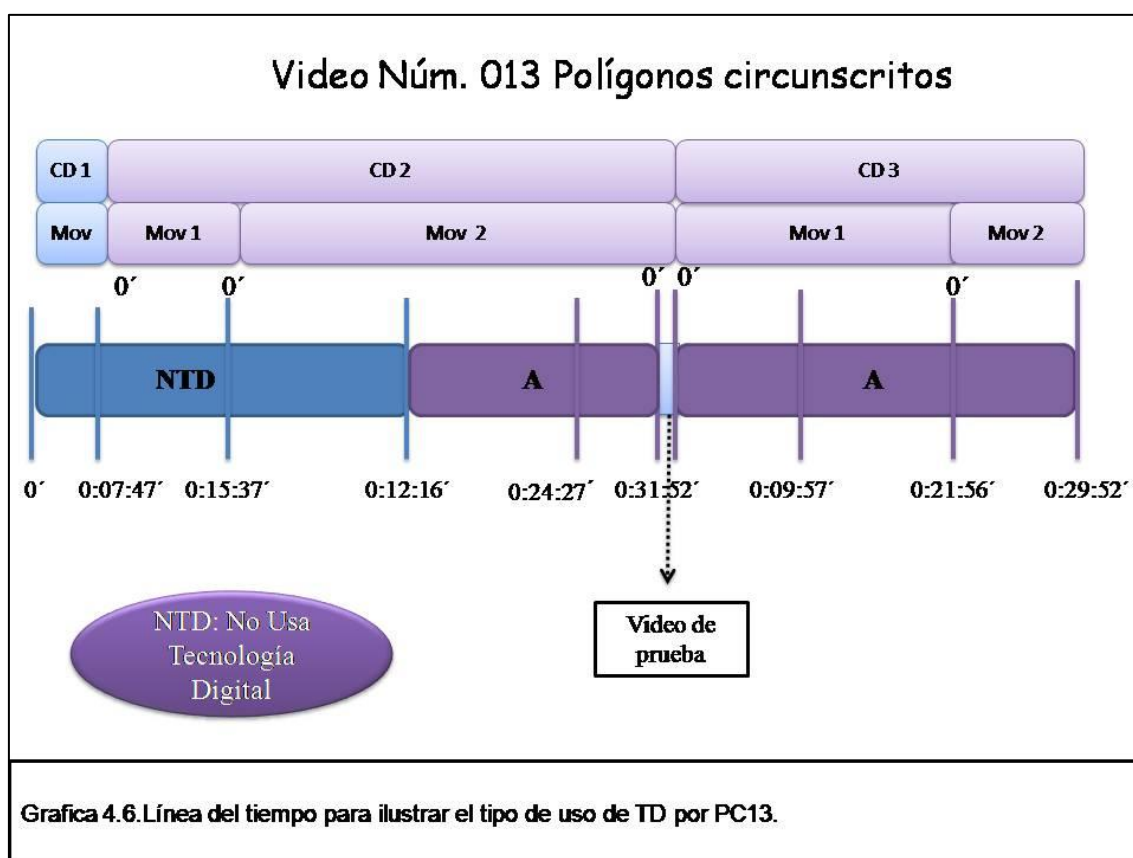 Video Núm. 013 Polígonos circunscritos
CD 1 CD 2 CD 3
Mov Mov 1 Mov 2 Mov 1 Mov 2
0´ 0´ 0´ 0´ 0´
NTD A A
0´ 0:07:47´ 0:15:37´ 0:12:16´ 0:24:27´ 0:31:52´ 0:09:57´ 0:21:56´ 0:29:52´
NTD: No Usa
Tecnología
Digital
Video de
prueba
Grafica 4.6.Línea del tiempo para ilustrar el tipo de uso de TD por PC13.